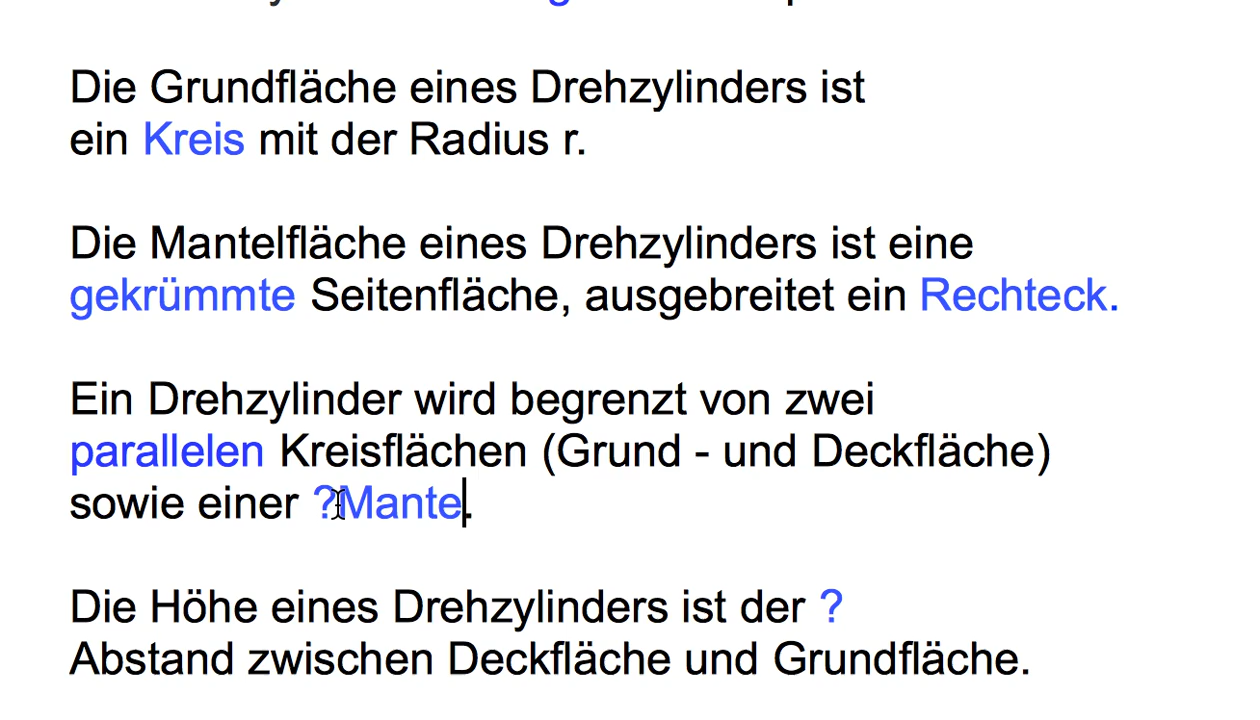 Die Grundfläche eines Drehzylinders ist
ein Kreis mit der Radius r.
Die Mantelfläche eines Drehzylinders ist eine
gekrümmte Seitenfläche, ausgebreitet ein Rechteck.
Ein Drehzylinder wird begrenzt von zwei
parallelen Kreisflächen (Grund - und Deckfläche)
sowie einer ?Mante.
Die Höhe eines Drehzylinders ist der ?
Abstand zwischen Deckfläche und Grundfläche.